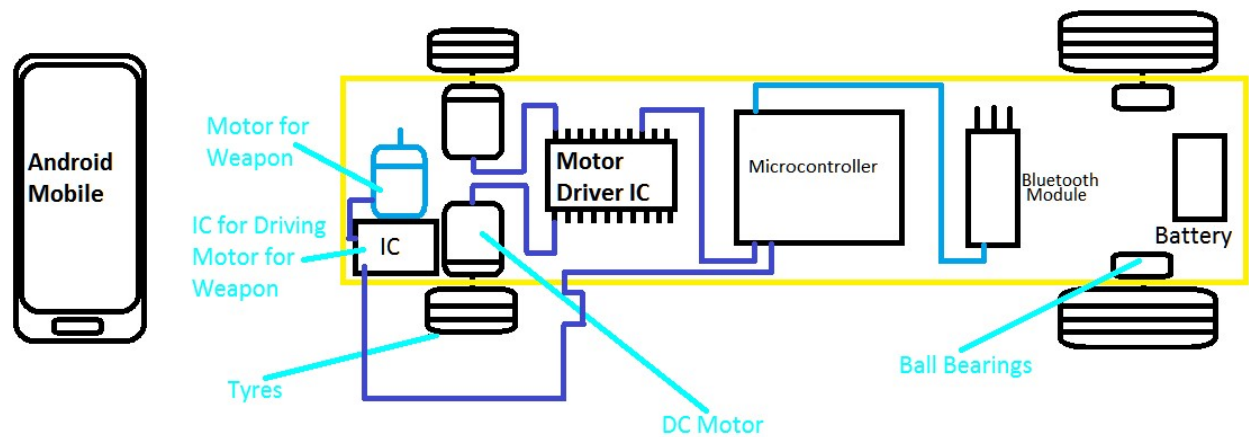 Android
Mobile
Motor for
Weapon
IC for Driving
Motor for
Weapon
IC
Tyres
Motor
Driver IC
DC Motor
Microcontroller
Bluetooth
Module
Battery
Ball Bearings